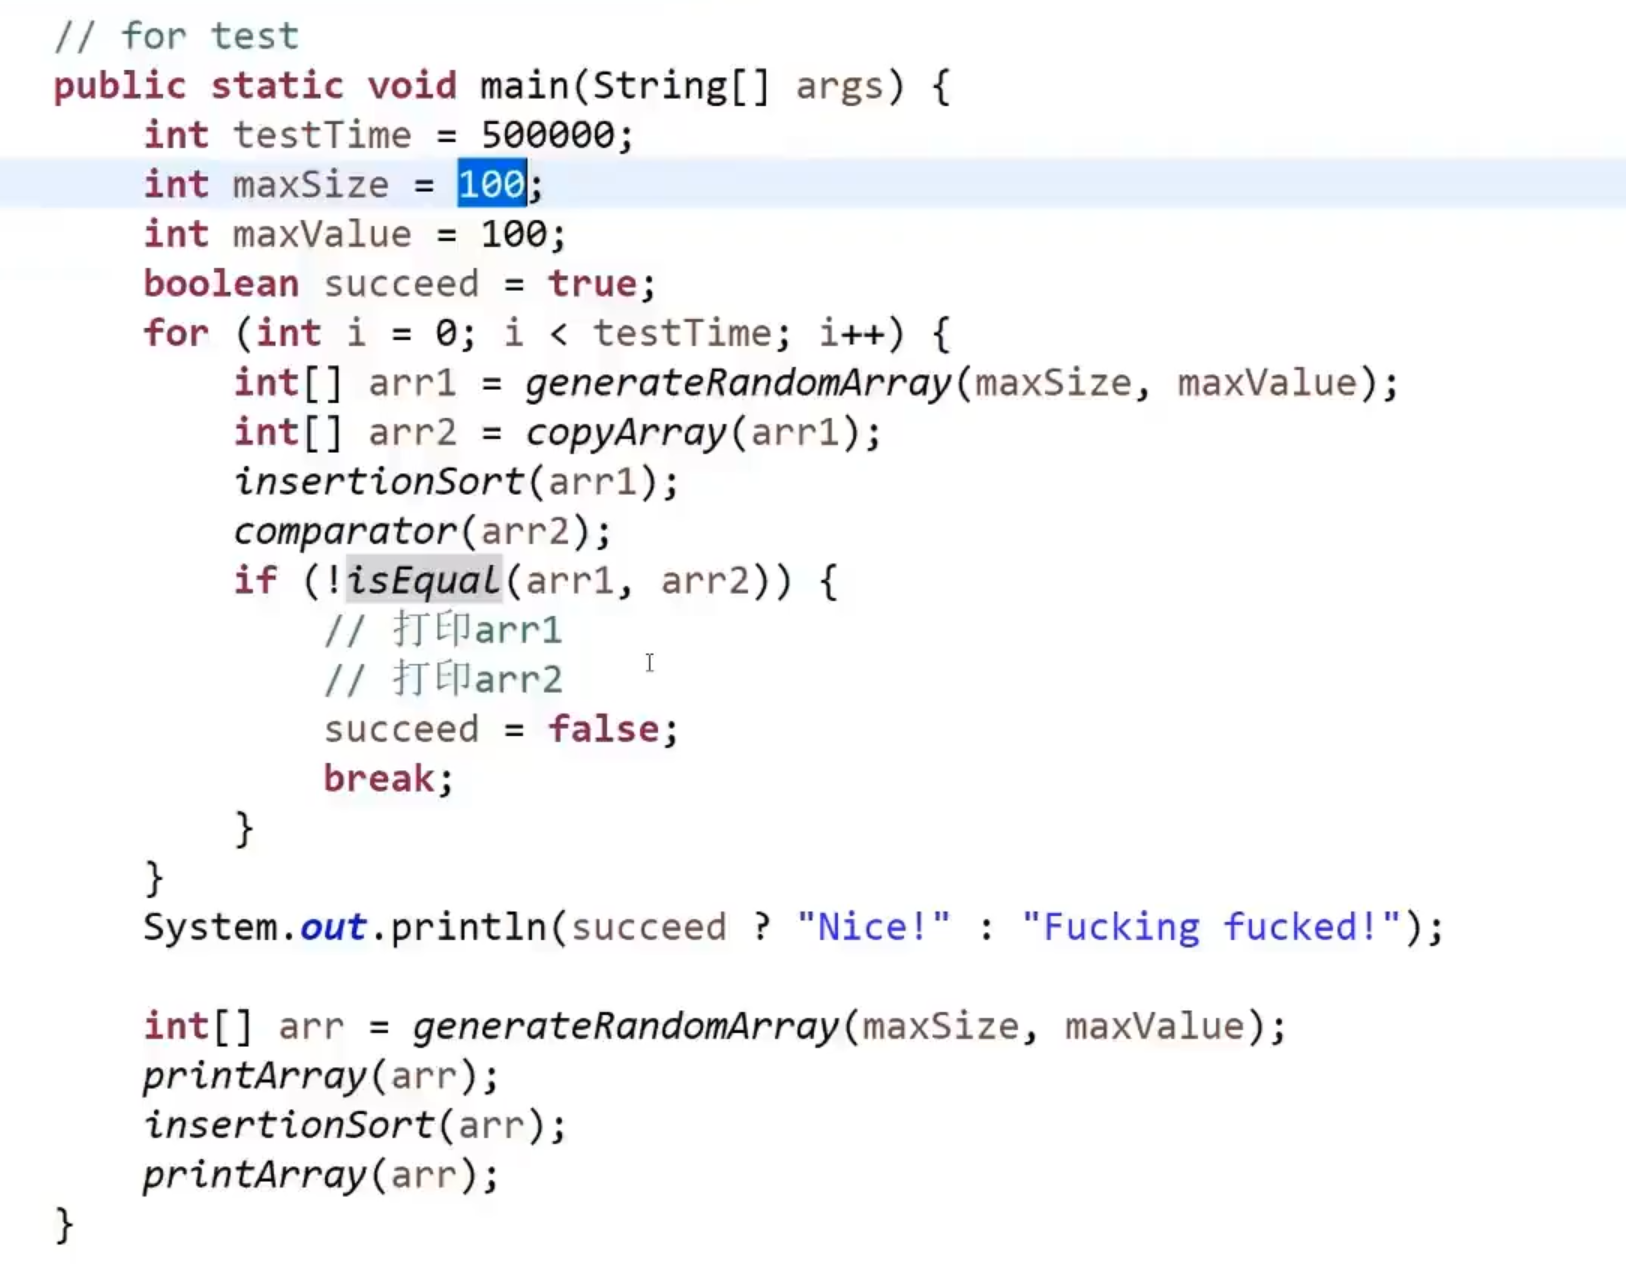 // for test
public static void main(String[] args) {
int testTime = 500000;
int maxSize = 100;
int maxValue = 100;
boolean succeed = true;
for (int i = 0; i < testTime; i++) {
int[] arr1 = generateRandomArray(maxSize, maxValue);
int[] arr2 = copyArray(arr1);
insertionSort(arr1);
comparator(arr2);
if (!isEqual(arr1, arr2)) {
// 打印arr1
// 打印arr2
succeed = false;
break;
}
}
System.out.println(succeed ? "Nice!" : "Fucking fucked!");
int[] arr = generateRandomArray(maxSize, maxValue);
printArray(arr);
insertionSort(arr);
printArray(arr);
}